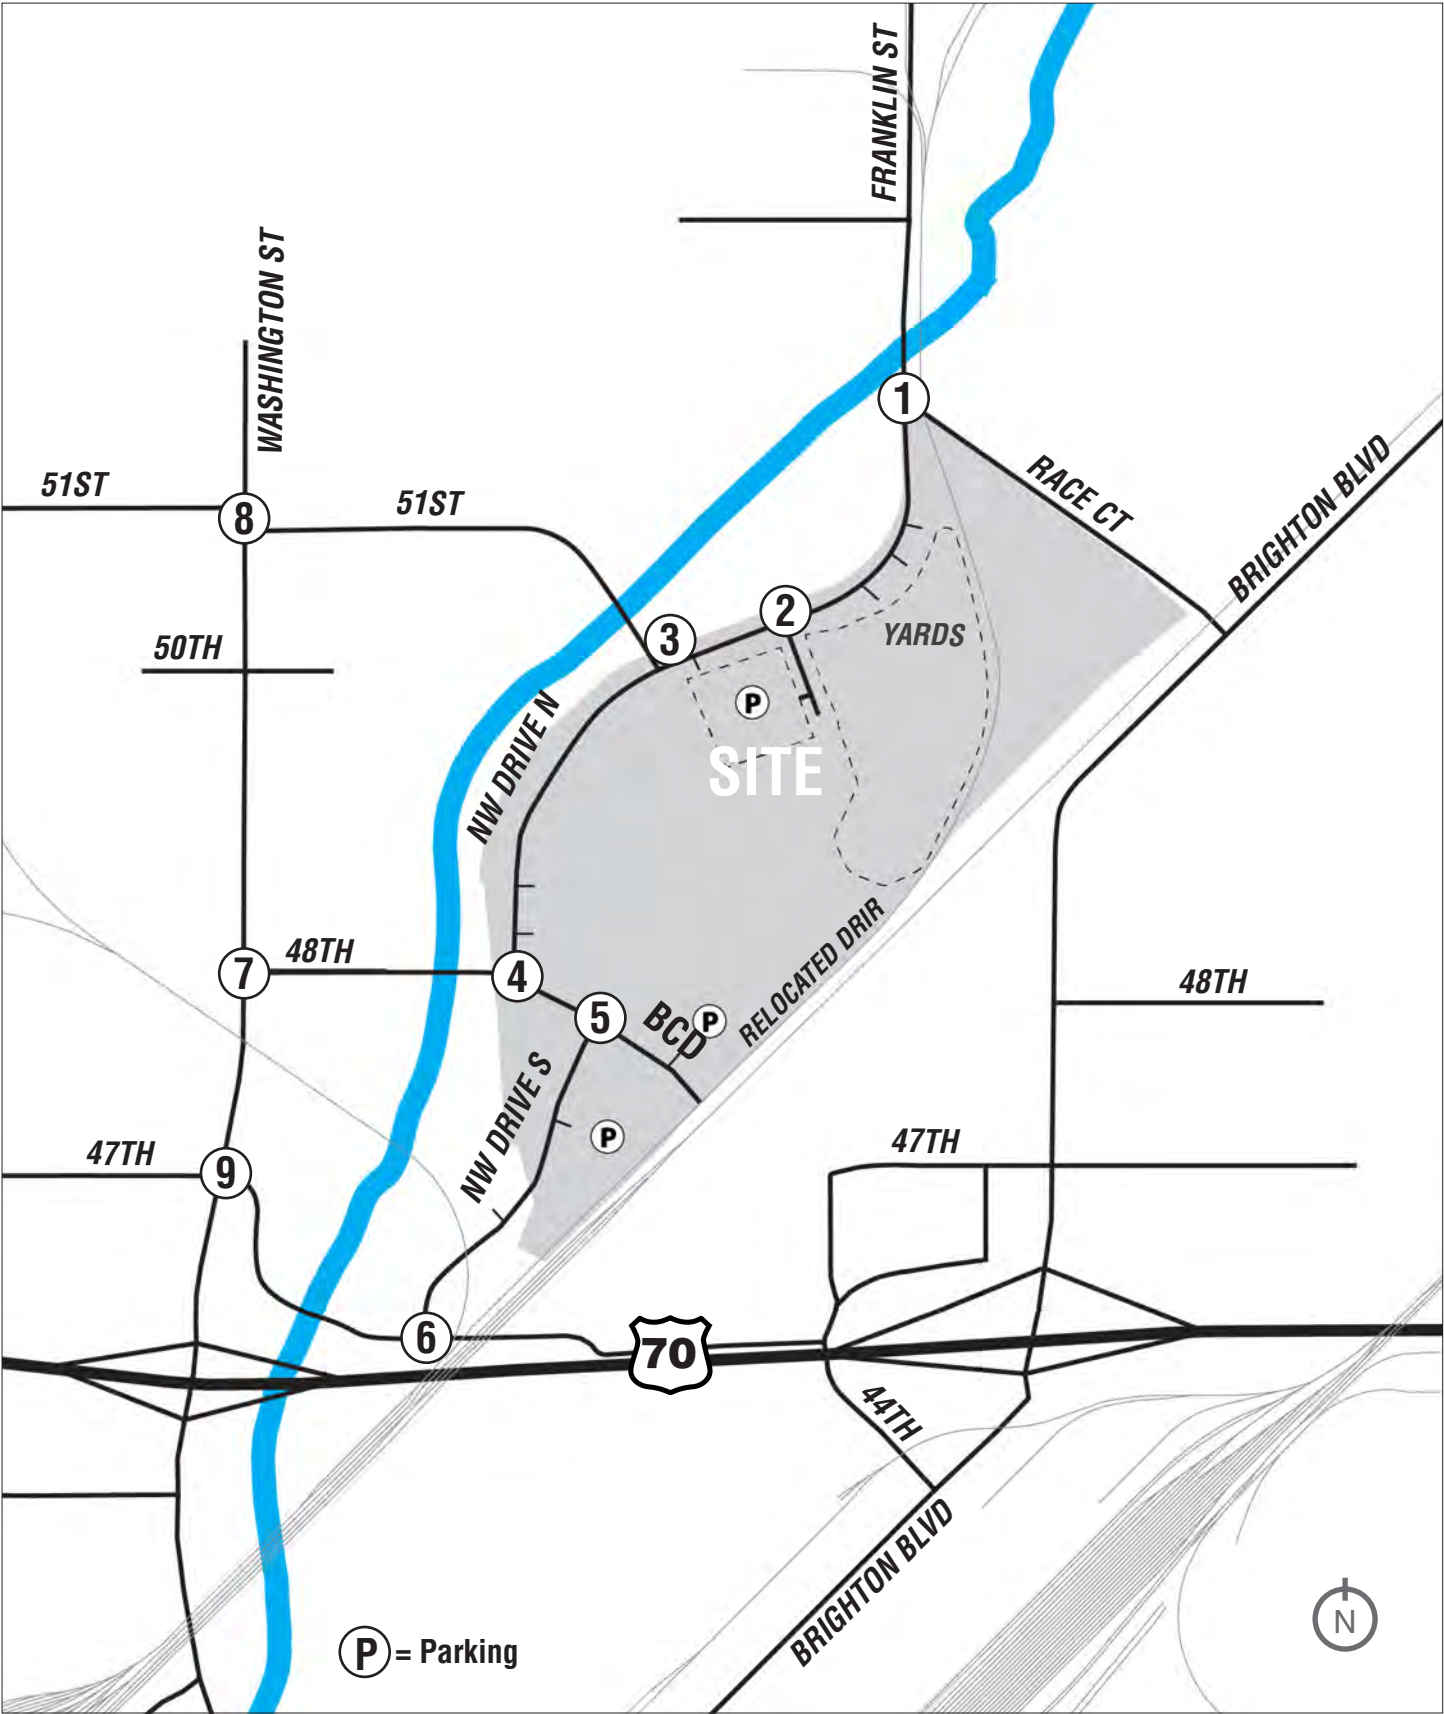 FRANKLIN ST
WASHINGTON ST
1
51ST
8
51ST
RACE CT
BRIGHTON BLVD
2
3
YARDS
50TH
P
SITE
NW DRIVE N
RELOCATED DRIR
7
48TH
4
48TH
5
BCD
P
NW DRIVE S
47TH
9
P
47TH
6
70
44TH
BRIGHTON BLVD
P = Parking
N